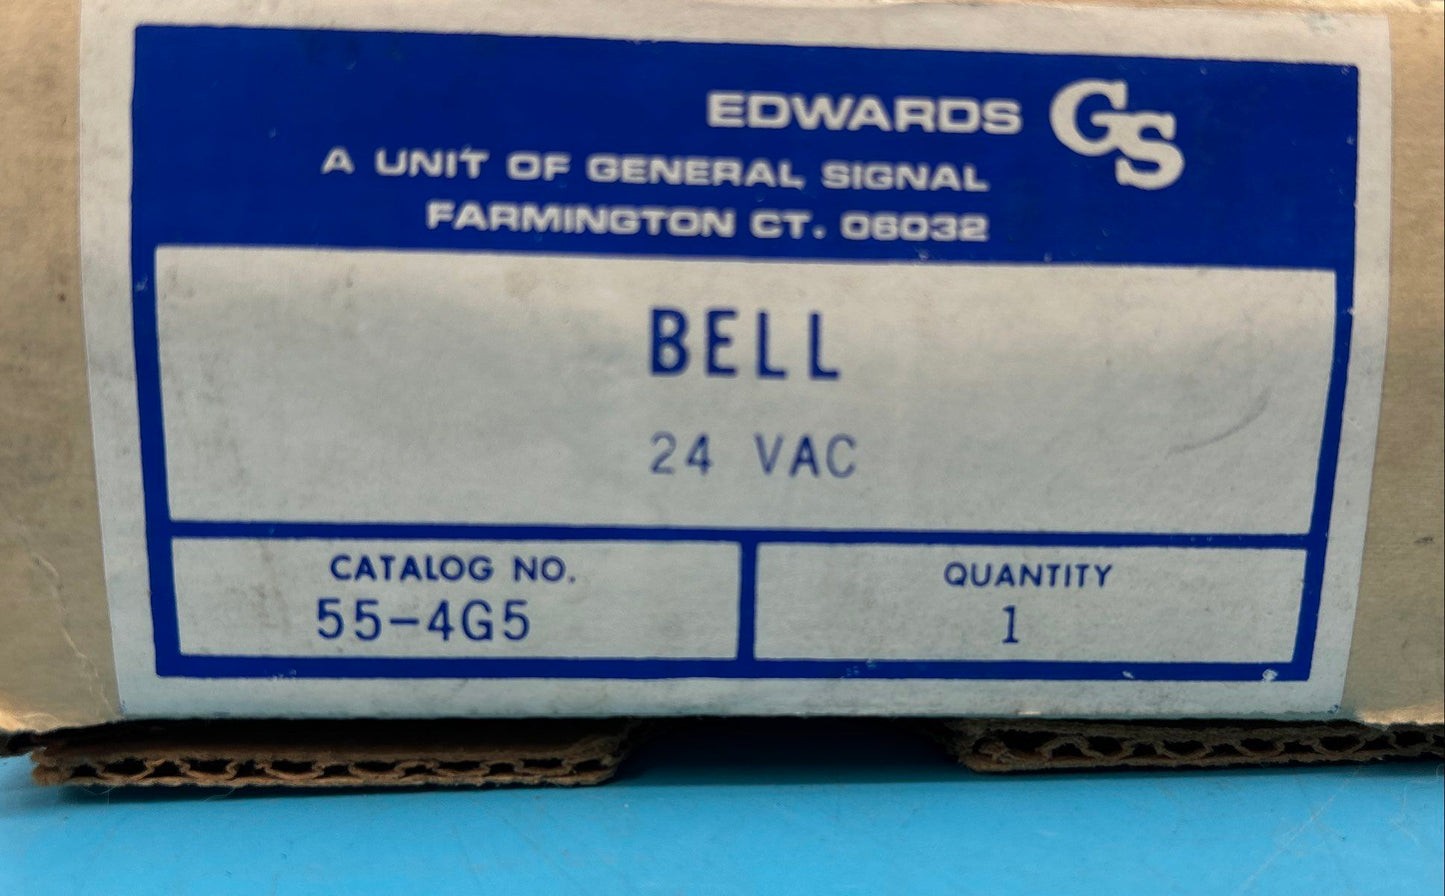 EDWARDS GS
A UNIT OF GENERAL SIGNAL
FARMINGTON CT. 06032
BELL
24 VAC
CATALOG NO.
55-4G5
QUANTITY
1